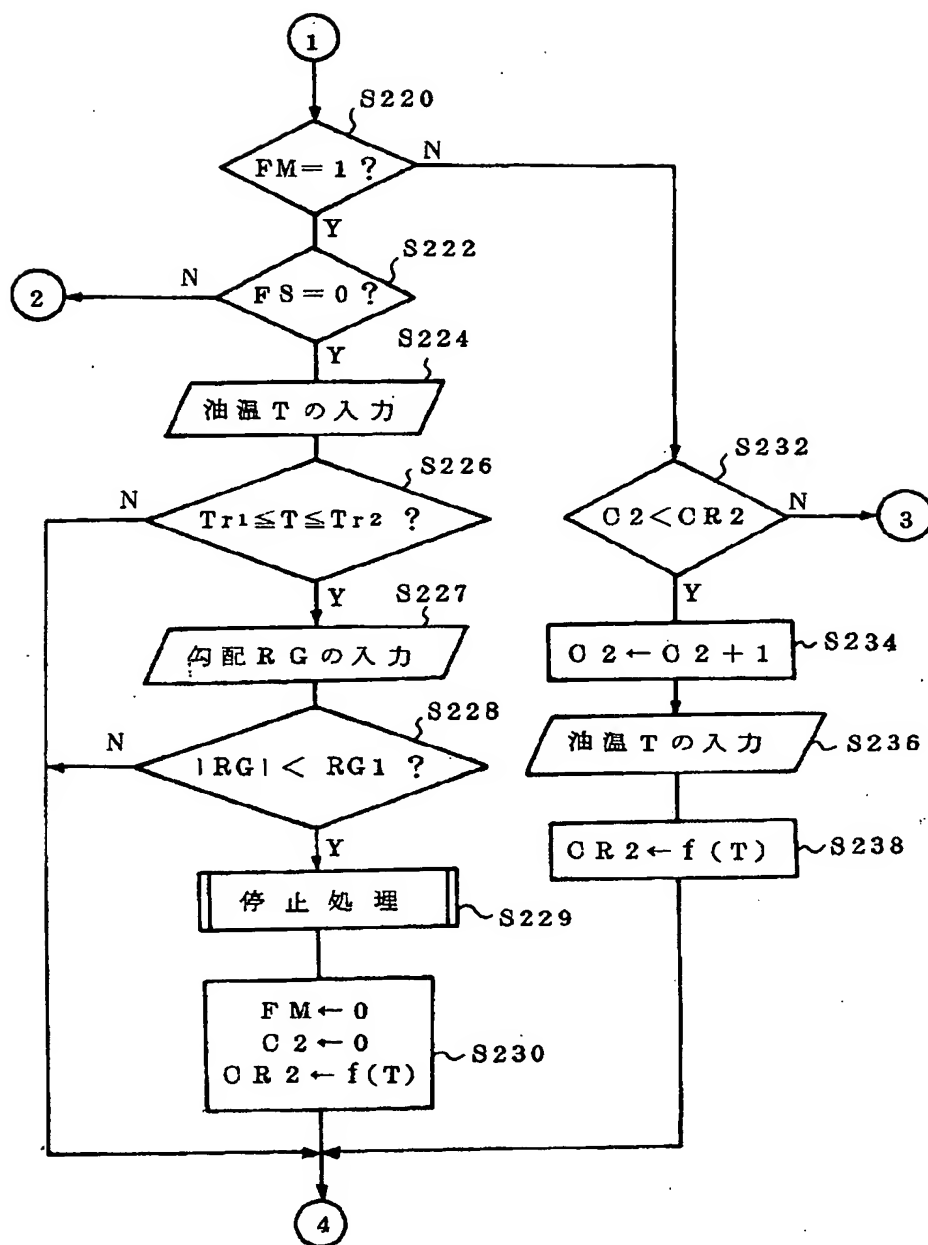 1
S220
FM=1?
N
Y
S222
FS=0?
N
2
Y
S224
油温Tの入力
S226
Tr1≦T≦Tr2 ?
N
Y
S227
勾配RGの入力
S228
|RG| < RG1 ?
N
Y
停止処理
S229
FM←0
C2←0
CR2←f(T)
S230
S232
C2<CR2
N
3
Y
C2←C2+1
S234
油温Tの入力
S236
CR2←f(T)
S238
4